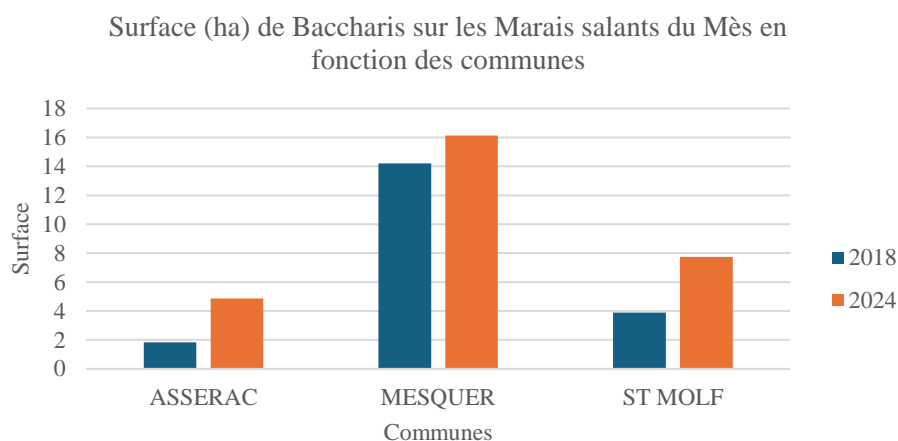 Surface (ha) de Baccharis sur les Marais salants du Mès en
fonction des communes
18
16
14
12
10
8
6
4
2
0
Surface
ASSERAC
MESQUER
ST MOLF
Communes
2018
2024